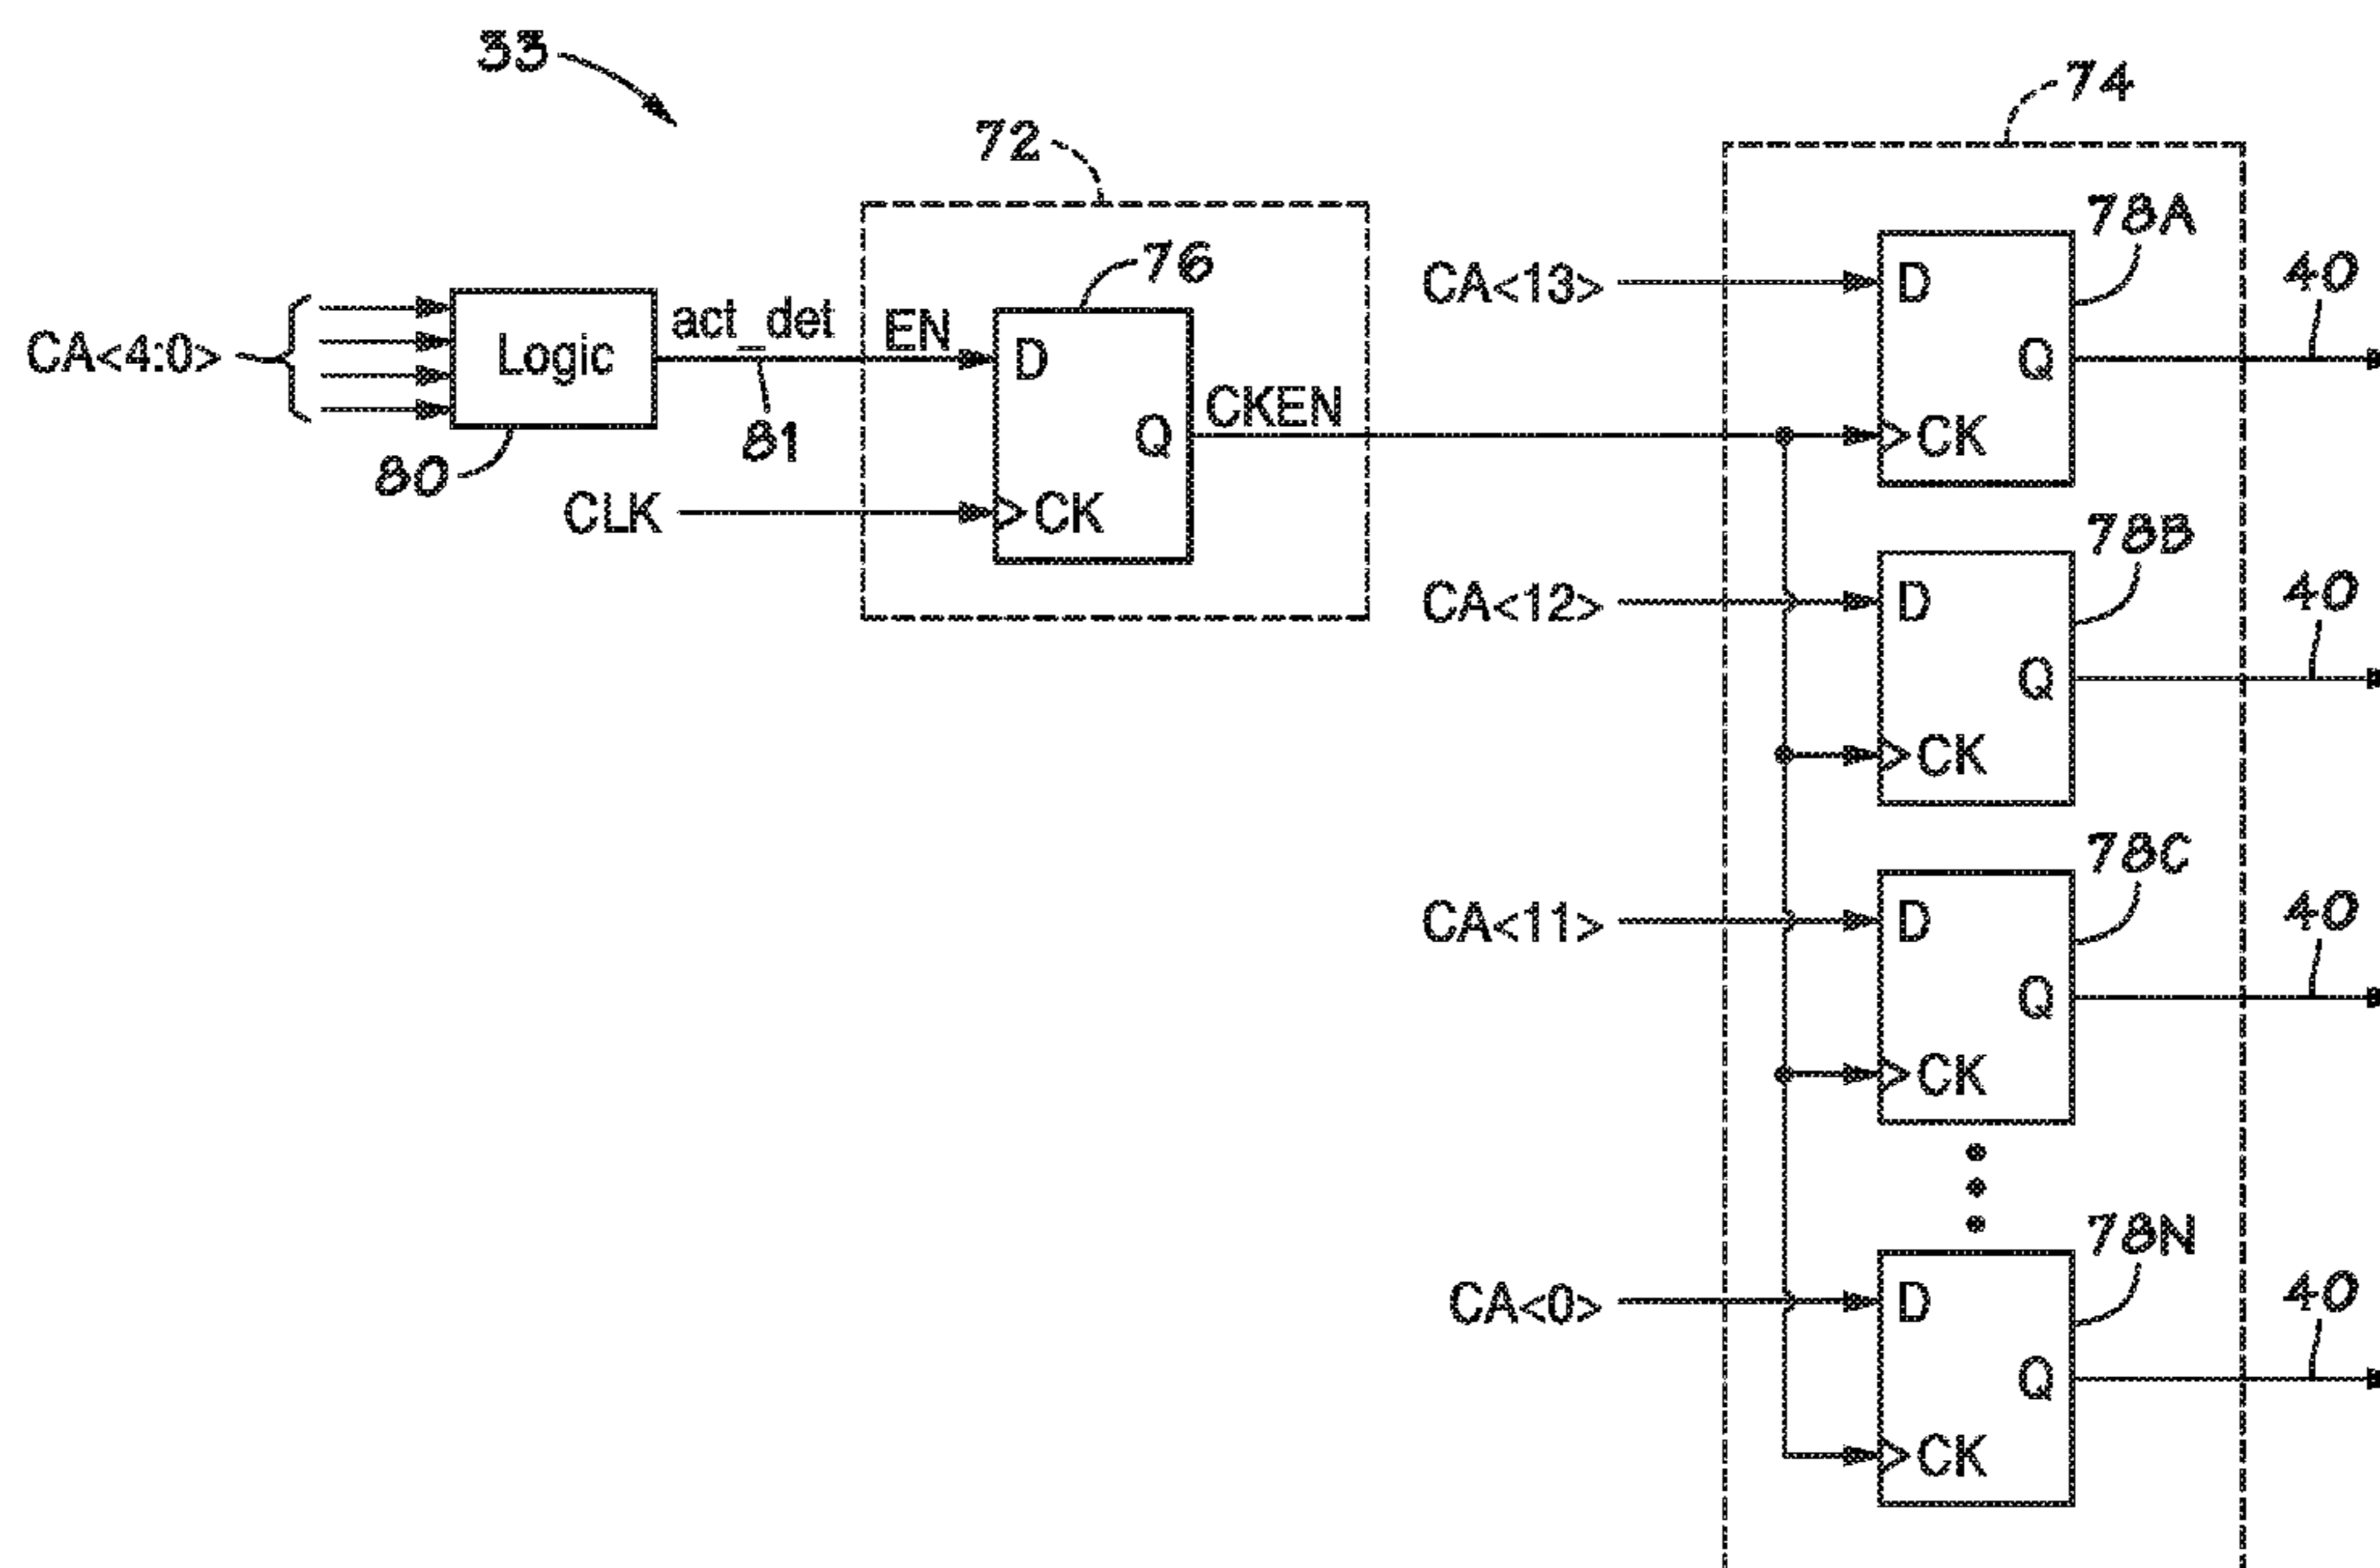 33
74
72
78A
76
CA<13>
D
40
act_det
EN
CA<4:0>
Logic
D
Q
81
CKEN
Q
CK
80
CLK
CK
78B
CA<12>
D
40
Q
CK
78C
CA<11>
D
40
Q
CK
78N
CA<0>
D
40
Q
CK